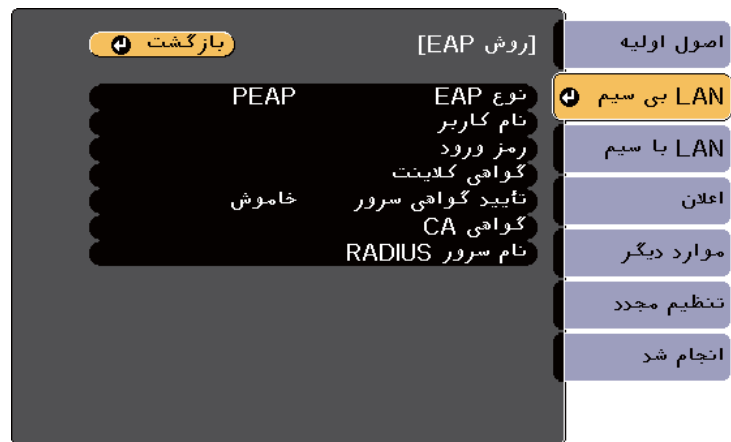 [روش EAP]
بازگشت
نوع EAP PEAP
نام کاربر
رمز ورود
گواهی کلاینت
تأیید گواهی سرور خاموش
گواهی CA
نام سرور RADIUS
اصول اولیه
LAN بی سیم
LAN با سیم
اعلان
موارد دیگر
تنظیم مجدد
انجام شد